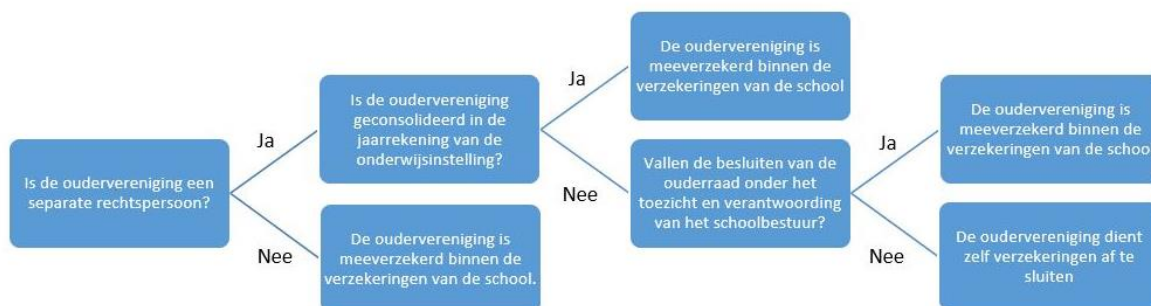 Is de oudervereniging een
separate rechtspersoon?
Ja
Nee
Is de oudervereniging
geconsolideerd in de
jaarrekening van de
onderwijsinstelling?
De oudervereniging is
meeverzekerd binnen de
verzekeringen van de school.
Ja
Nee
De oudervereniging is
meeverzekerd binnen de
verzekeringen van de school
Vallen de besluiten van de
ouderraad onder het
toezicht en verantwoording
van het schoolbestuur?
Ja
Nee
De oudervereniging is
meeverzekerd binnen de
verzekeringen van de schoo
De oudervereniging dient
zelf verzekeringen af te
sluiten